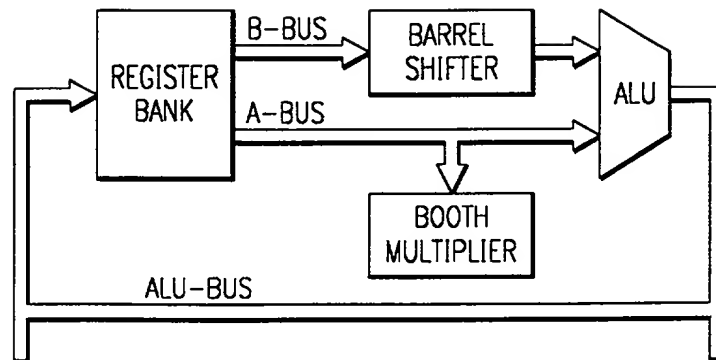 B-BUS
BARREL
SHIFTER
REGISTER
BANK
ALU
A-BUS
BOOTH
MULTIPLIER
ALU-BUS